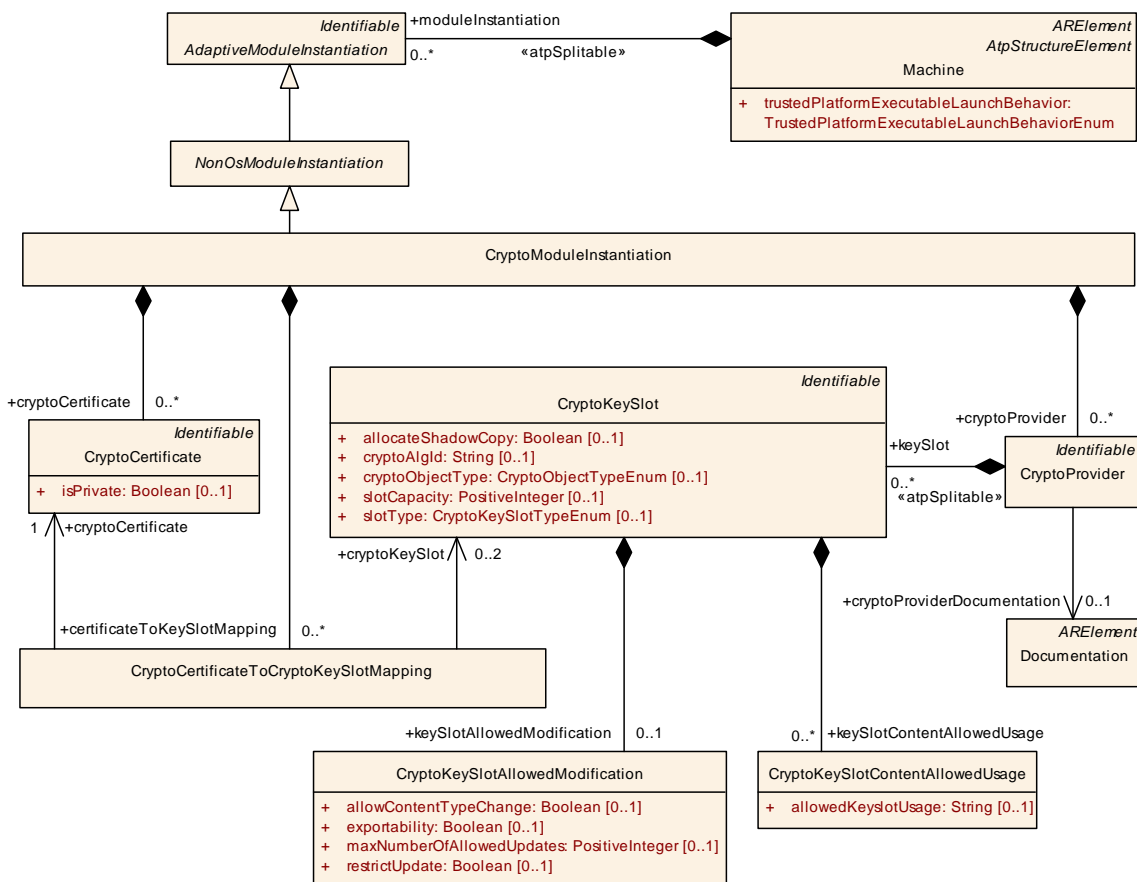 Identifiable
AdaptiveModuleInstantiation
+moduleInstantiation
0..*
«atpSplitable»
ARElement
AtpStructureElement
Machine
+ trustedPlatformExecutableLaunchBehavior:
TrustedPlatformExecutableLaunchBehaviorEnum
NonOsModuleInstantiation
CryptoModuleInstantiation
+cryptoCertificate
0..*
Identifiable
CryptoCertificate
+ isPrivate: Boolean [0..1]
1
+cryptoCertificate
Identifiable
CryptoKeySlot
+ allocateShadowCopy: Boolean [0..1]
+ cryptoAlgId: String [0..1]
+ cryptoObjectType: CryptoObjectTypeEnum [0..1]
+ slotCapacity: PositiveInteger [0..1]
+ slotType: CryptoKeySlotTypeEnum [0..1]
+cryptoProvider
0..*
+keySlot
0..*
«atpSplitable»
Identifiable
CryptoProvider
+cryptoKeySlot
0..2
+cryptoProviderDocumentation
0..1
ARElement
Documentation
+certificateToKeySlotMapping
0..*
CryptoCertificateToCryptoKeySlotMapping
+keySlotAllowedModification
0..1
0..*
+keySlotContentAllowedUsage
CryptoKeySlotAllowedModification
+ allowContentTypeChange: Boolean [0..1]
+ exportability: Boolean [0..1]
+ maxNumberOfAllowedUpdates: PositiveInteger [0..1]
+ restrictUpdate: Boolean [0..1]
CryptoKeySlotContentAllowedUsage
+ allowedKeyslotUsage: String [0..1]